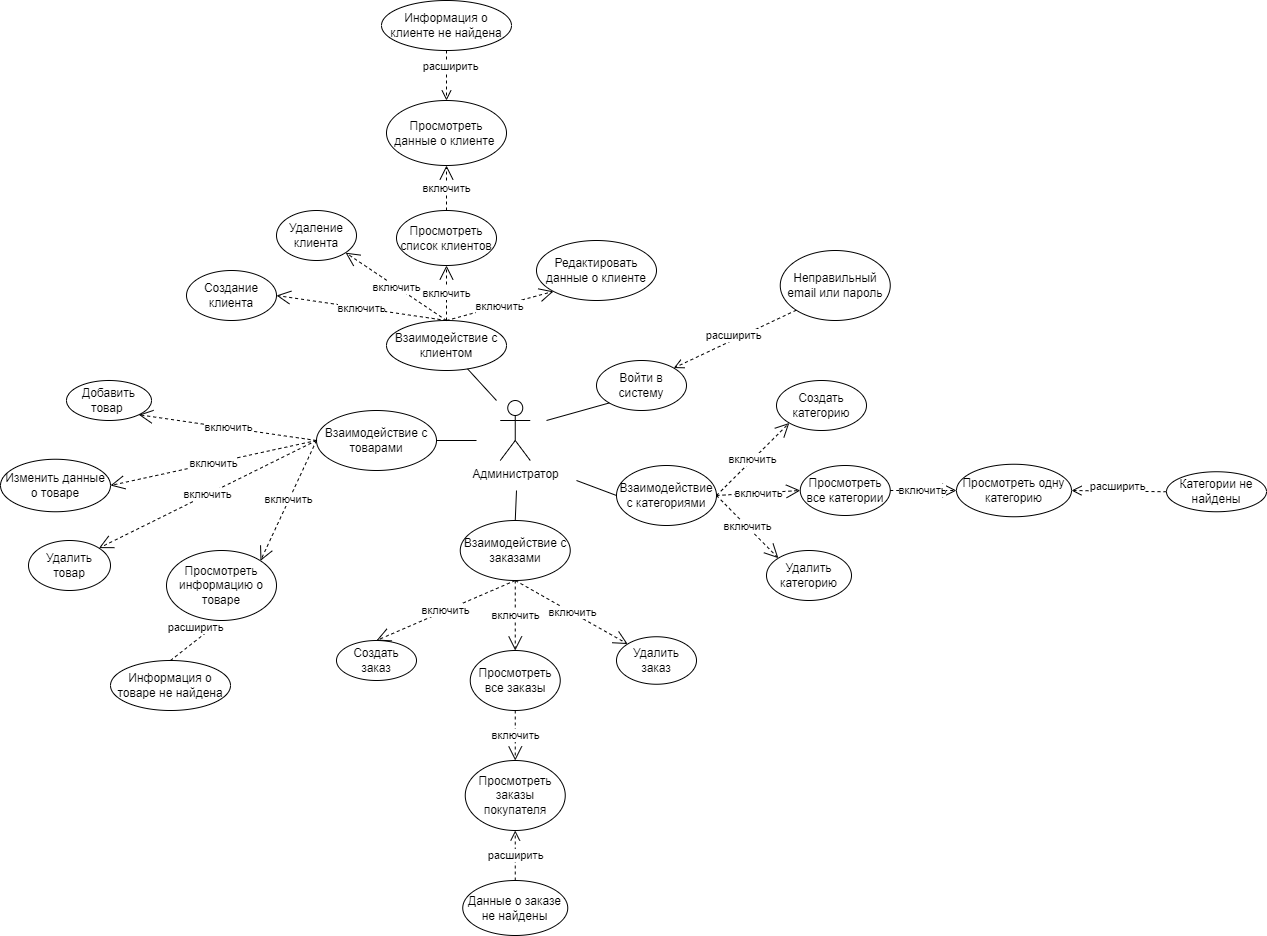 Информация о
клиенте не найдена
расширить
Просмотреть
данные о клиенте
включить
Удаление
клиента
Просмотреть
список клиентов
Редактировать
данные о клиенте
Создание
клиента
включить
включить
включить
включить
Взаимодействие с
клиентом
Неправильный
email или пароль
расширить
Войти в
систему
Добавить
товар
включить
Взаимодействие с
товарами
Изменить данные
о товаре
включить
включить
включить
Удалить
товар
Просмотреть
информацию о
товаре
расширить
Информация о
товаре не найдена
Администратор
Создать
категорию
включить
Взаимодействие
с категориями
включить
Просмотреть
все категории
включить
Просмотреть одну
категорию
расширить
Категории не
найдены
включить
Удалить
категорию
Взаимодействие с
заказами
включить
включить
включить
Создать
заказ
Просмотреть
все заказы
Удалить
заказ
включить
Просмотреть
заказы
покупателя
расширить
Данные о заказе
не найдены